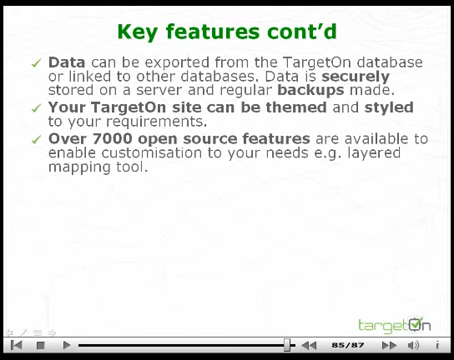 Key features cont'd
Data can be exported from the TargetOn database
or linked to other databases. Data is securely
stored on a server and regular backups made.
Your TargetOn site can be themed and styled
to your requirements.
Over 7000 open source features are available to
enable customisation to your needs e.g. layered
mapping tool.
targetOn
85/87
i